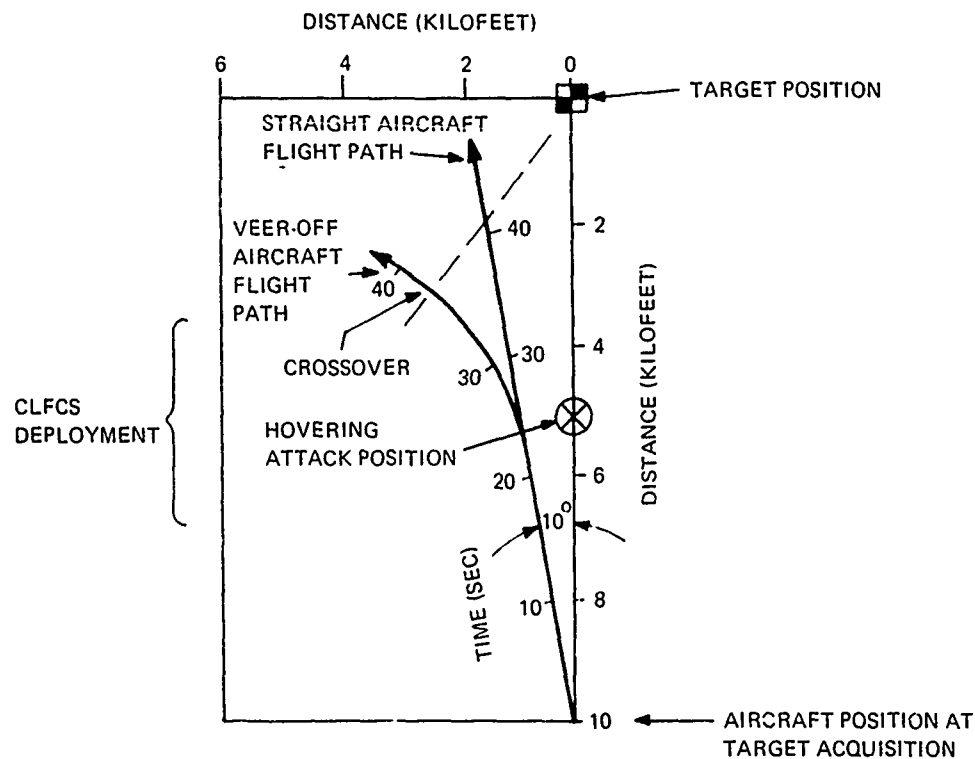 DISTANCE (KILOFEET)
6 4 2 0
TARGET POSITION
STRAIGHT AIRCRAFT
FLIGHT PATH
VEER-OFF
AIRCRAFT
FLIGHT
PATH
40
2
40
CROSSOVER
4
30
30
DISTANCE (KILOFEET)
CLFCS
DEPLOYMENT
HOVERING
ATTACK POSITION
20
6
10°
TIME (SEC)
10
8
10
AIRCRAFT POSITION AT
TARGET ACQUISITION